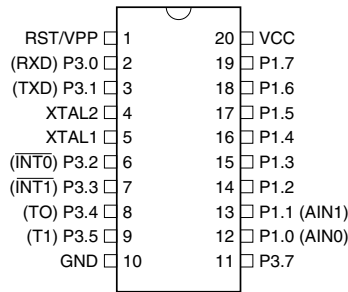 RST/VPP 1 20 VCC
(RXD) P3.0 2 19 P1.7
(TXD) P3.1 3 18 P1.6
XTAL2 4 17 P1.5
XTAL1 5 16 P1.4
(INT0) P3.2 6 15 P1.3
(INT1) P3.3 7 14 P1.2
(TO) P3.4 8 13 P1.1 (AIN1)
(T1) P3.5 9 12 P1.0 (AIN0)
GND 10 11 P3.7